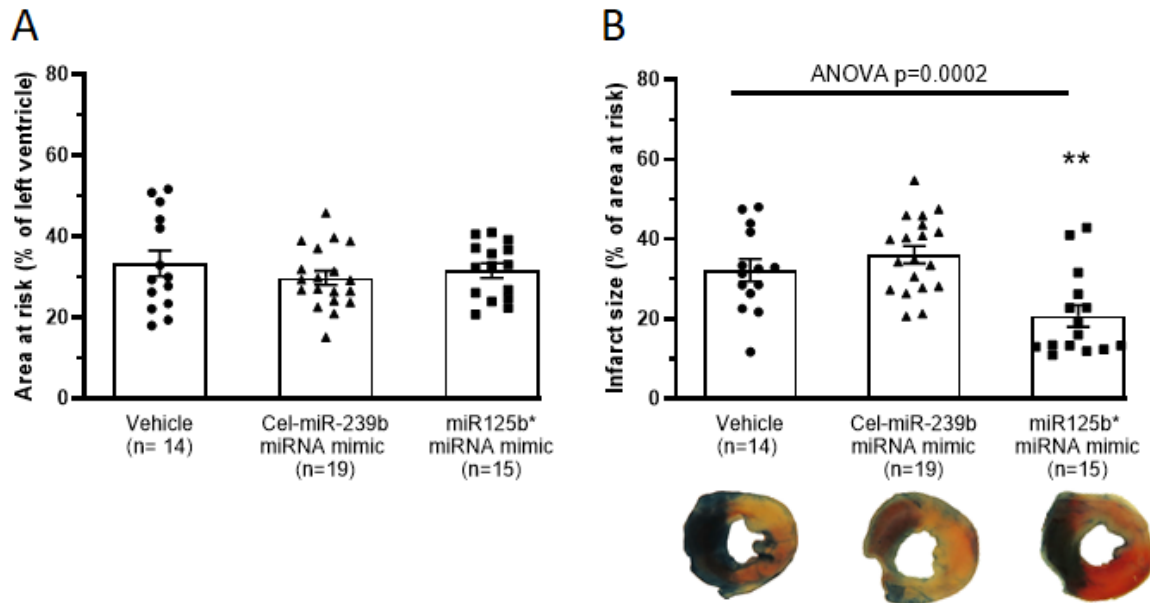 A
Area at risk (% of left ventricle)
80
60
40
20
0
Vehicle
(n= 14)
Cel-miR-239b
miRNA mimic
(n=19)
miR125b*
miRNA mimic
(n=15)
B
Infarct size (% of area at risk)
80
60
40
20
0
ANOVA p=0.0002
**
Vehicle
(n=14)
Cel-miR-239b
miRNA mimic
(n=19)
miR125b*
miRNA mimic
(n=15)